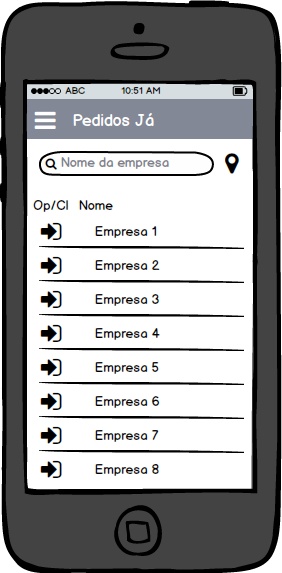 ABC 10:51 AM
Pedidos Já
Nome da empresa
Op/Cl Nome
Empresa 1
Empresa 2
Empresa 3
Empresa 4
Empresa 5
Empresa 6
Empresa 7
Empresa 8